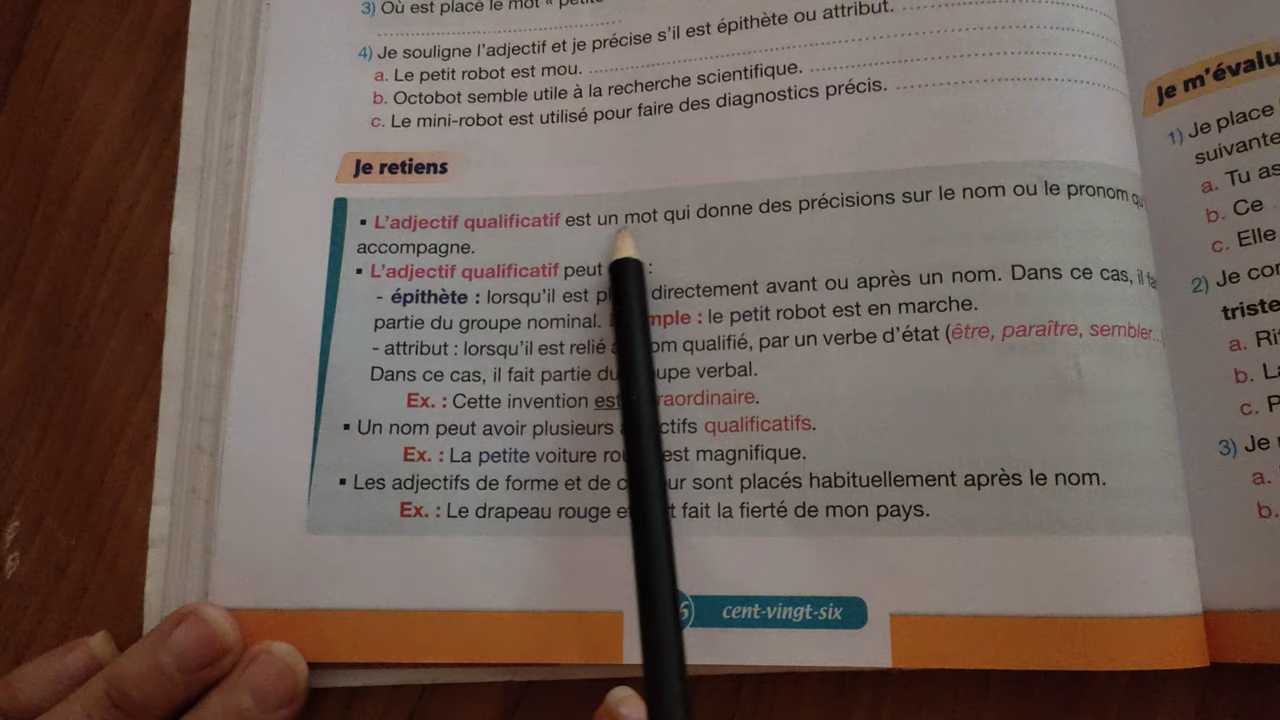 3) Où est placé le mot «
4) Je souligne l'adjectif et je précise s'il est épithète ou attribut.
a. Le petit robot est mou.
b. Octobot semble utile à la recherche scientifique.
c. Le mini-robot est utilisé pour faire des diagnostics précis.
Je retiens
▪ L'adjectif qualificatif est un mot qui donne des précisions sur le nom ou le pronom
accompagne.
▪ L'adjectif qualificatif peut :
- épithète : lorsqu'il est directement avant ou après un nom. Dans ce cas, il
partie du groupe nominal. : le petit robot est en marche.
- attribut : lorsqu'il est relié qualifié, par un verbe d'état (être, paraître, sembler...
Dans ce cas, il fait partie du verbal.
Ex. : Cette invention est
▪ Un nom peut avoir plusieurs qualificatifs.
Ex. : La petite voiture est magnifique.
▪ Les adjectifs de forme et de sont placés habituellement après le nom.
Ex. : Le drapeau rouge fait la fierté de mon pays.
cent-vingt-six
Je m'évalu
1) Je place
suivante
a. Tu as
b. Ce
c. Elle
2) Je
triste
a.
b.
c.
3) Je
a.
b.